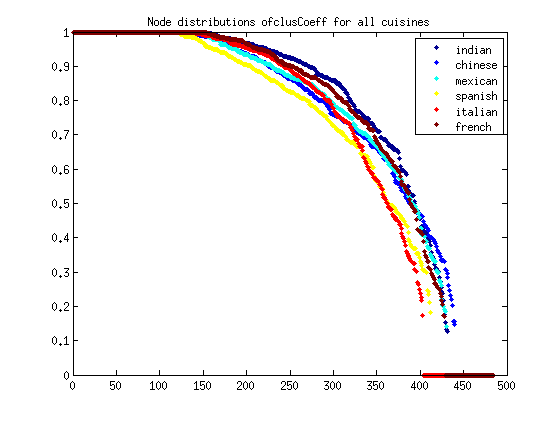 Node distributions ofclusCoeff for all cuisines
1
0.9
0.8
0.7
0.6
0.5
0.4
0.3
0.2
0.1
0
0 50 100 150 200 250 300 350 400 450 500
indian
chinese
mexican
spanish
italian
french